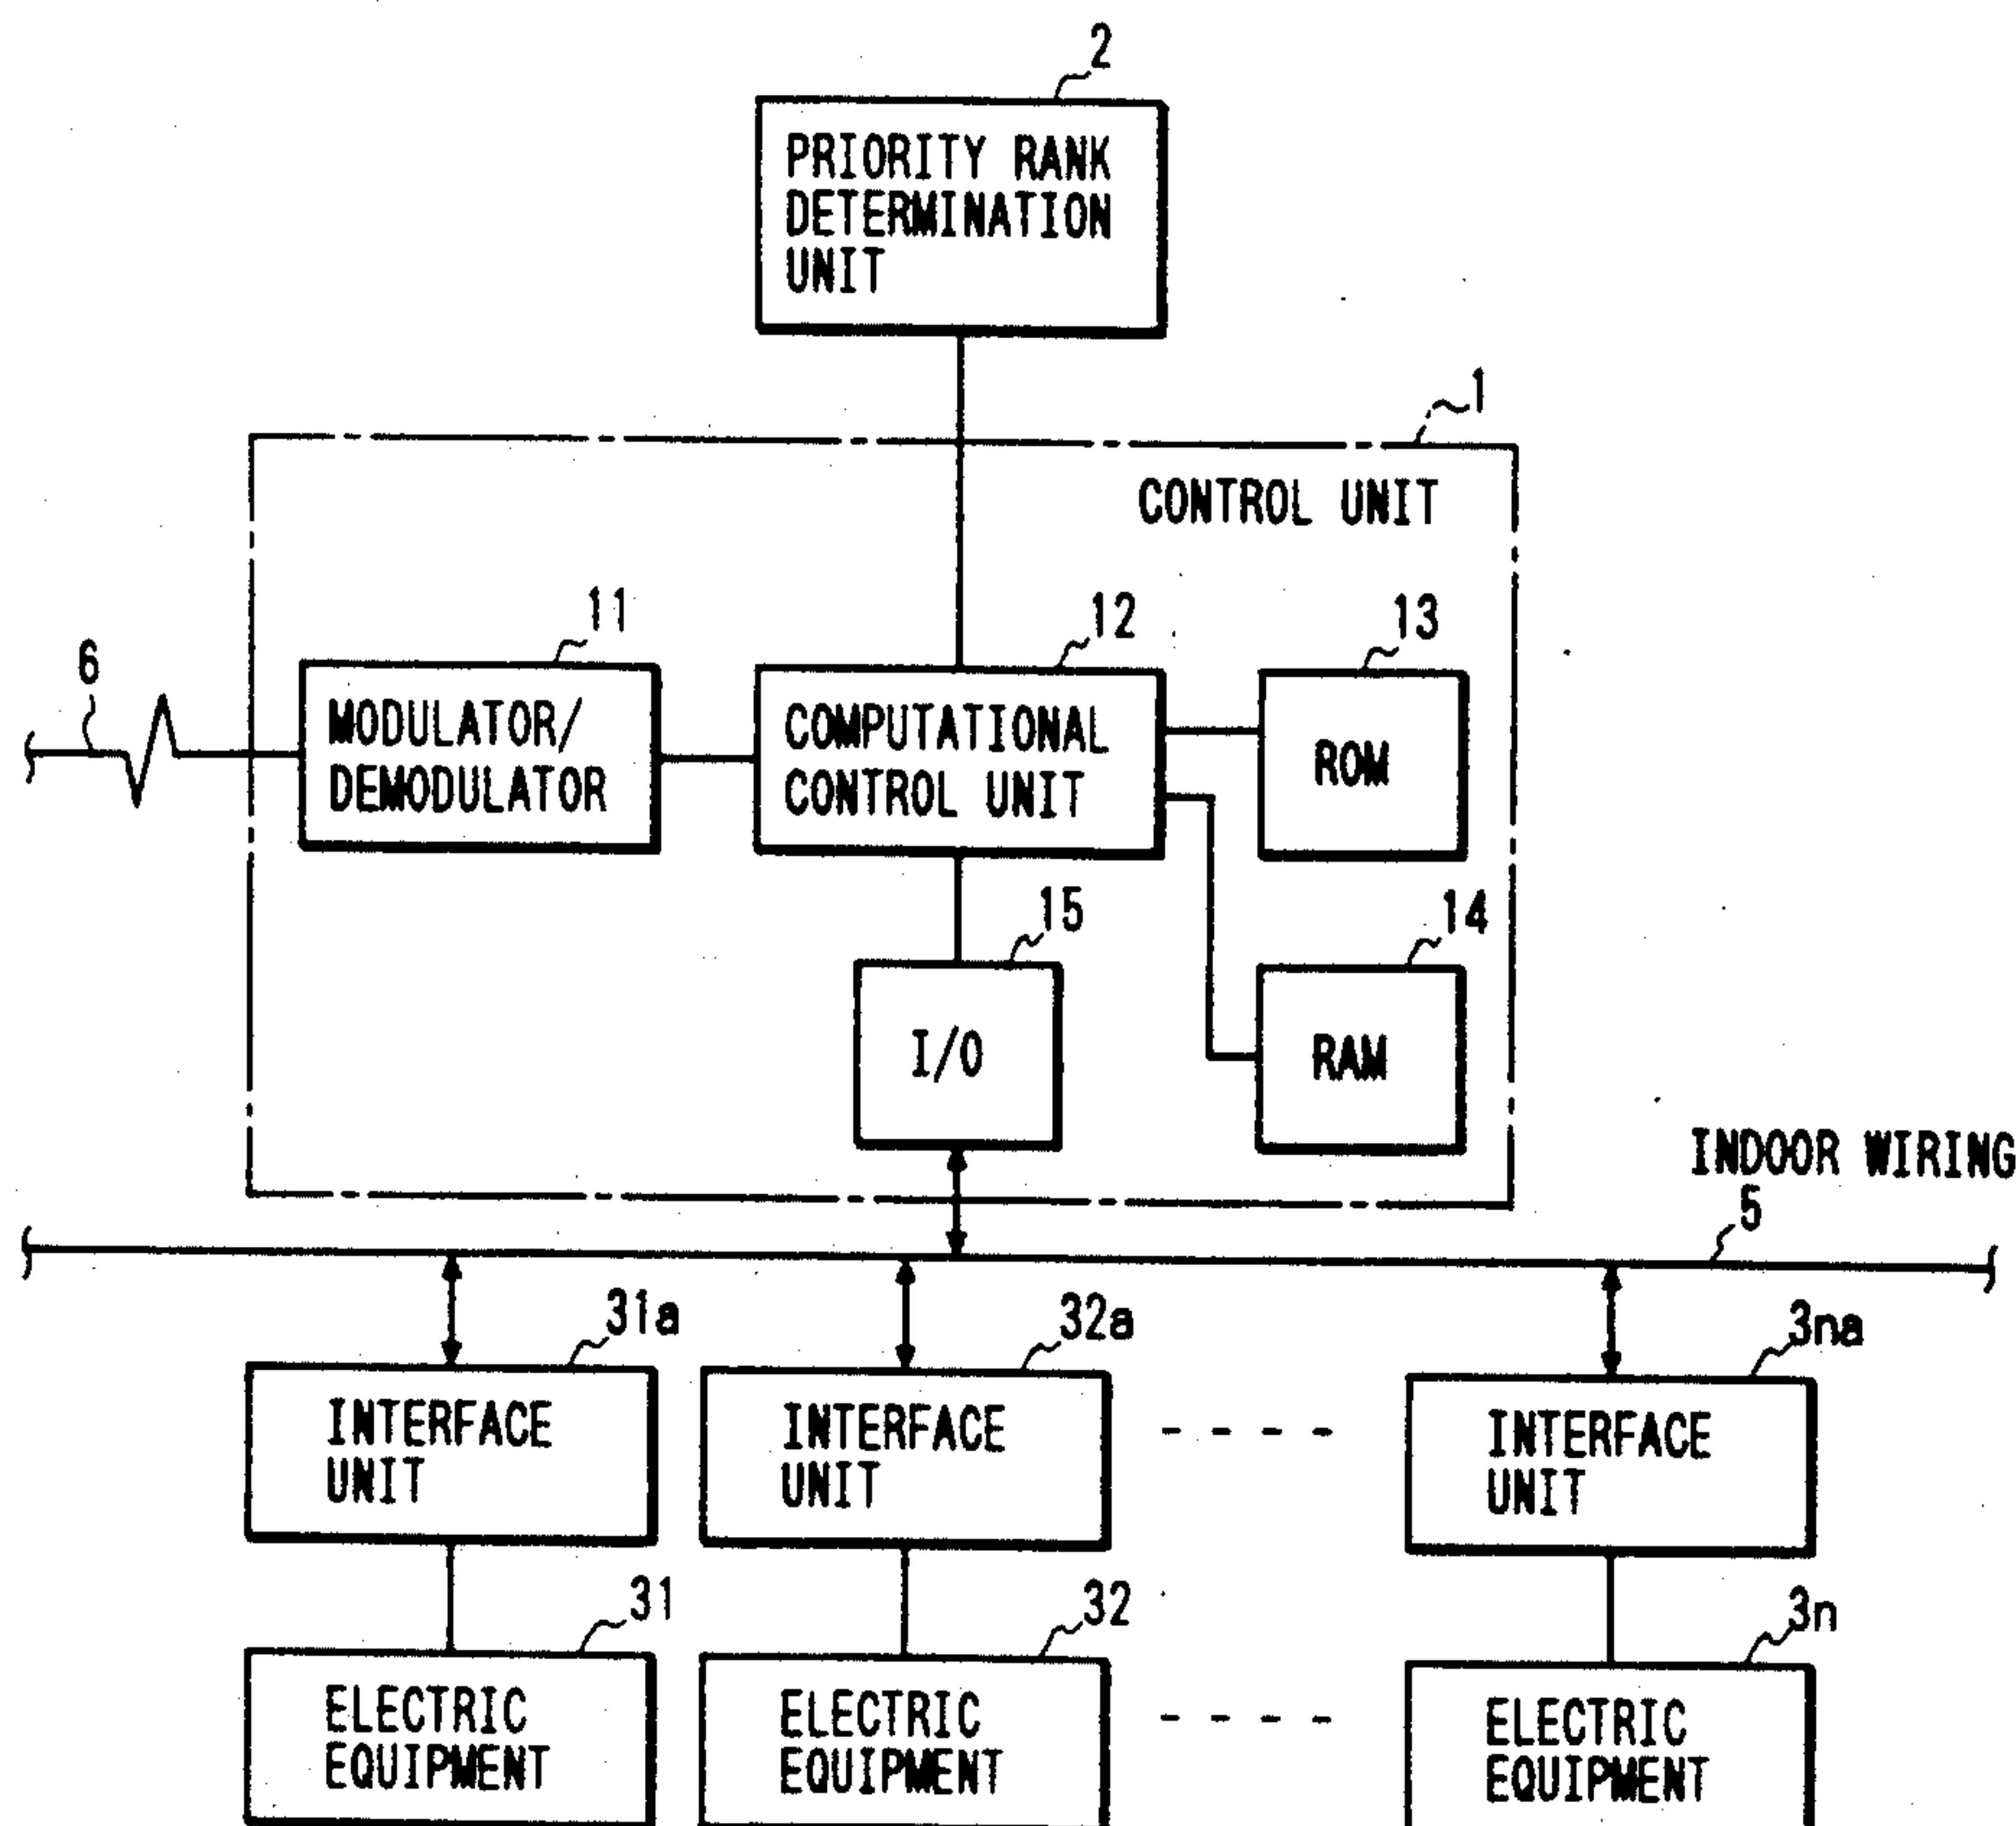 2
PRIORITY RANK
DETERMINATION
UNIT
1
CONTROL UNIT
6
11
MODULATOR/
DEMODULATOR
12
COMPUTATIONAL
CONTROL UNIT
13
ROM
15
I/O
14
RAM
INDOOR WIRING
5
31a
INTERFACE
UNIT
32a
INTERFACE
UNIT
- - - -
3na
INTERFACE
UNIT
31
ELECTRIC
EQUIPMENT
32
ELECTRIC
EQUIPMENT
- - - -
3n
ELECTRIC
EQUIPMENT